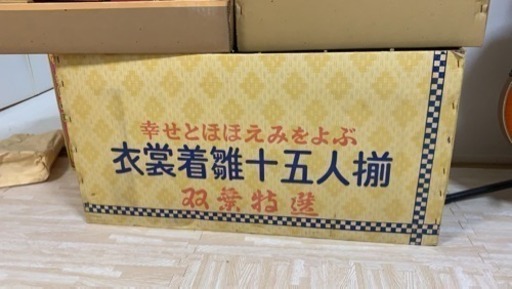 幸せとほほえみをよぶ
衣裳着雛十五人揃
双葉特選